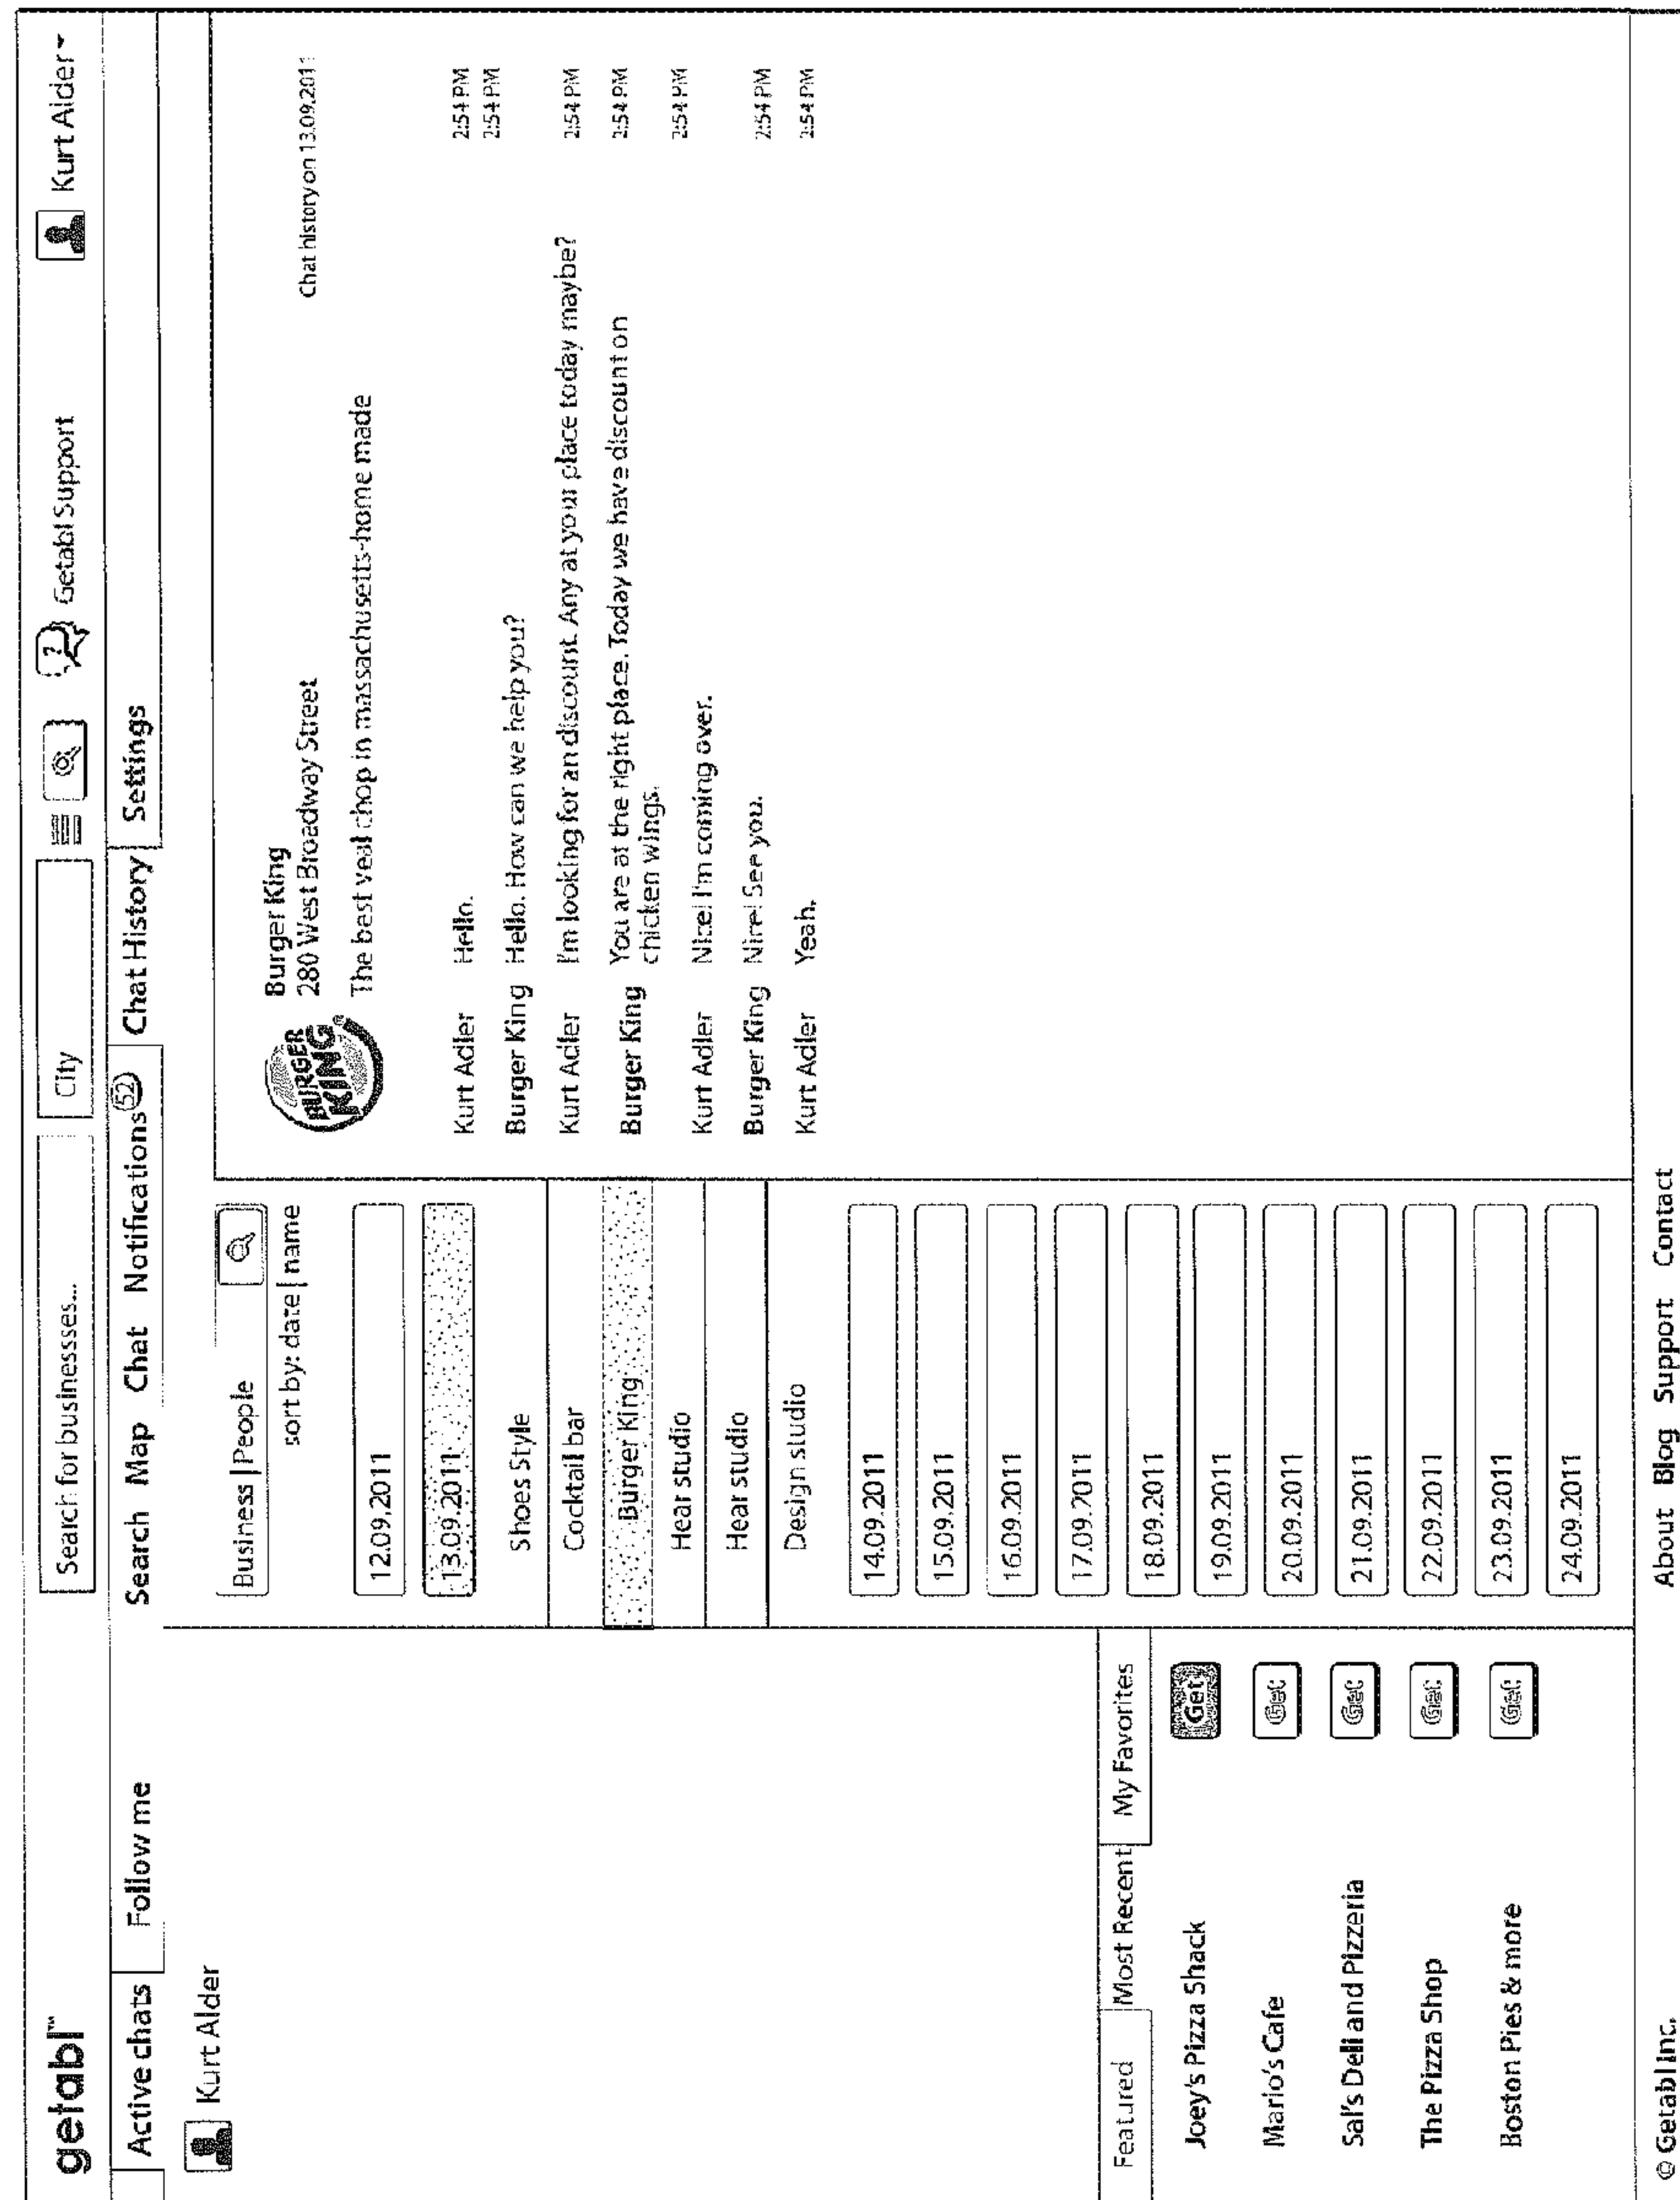 getabl™
Search for businesses...
City
Getabl Support
Kurt Alder
Active chats
Follow me
Search Map Chat Notifications 52 Chat History Settings
Kurt Alder
Featured
Most Recent
My Favorites
Joey's Pizza Shack Get
Mario's Cafe Get
Sal's Deli and Pizzeria Get
The Pizza Shop Get
Boston Pies & more Get
Business | People
sort by: date | name
12.09.2011
13.09.2011
Shoes Style
Cocktail bar
Burger King
Hear studio
Hear studio
Design studio
14.09.2011
15.09.2011
16.09.2011
17.09.2011
18.09.2011
19.09.2011
20.09.2011
21.09.2011
22.09.2011
23.09.2011
24.09.2011
BURGER
KING®
Burger King
280 West Broadway Street
Chat history on 13.09.2011
The best veal chop in massachusetts-home made
Kurt Adler Hello. 2:54 PM
Burger King Hello. How can we help you? 2:54 PM
Kurt Adler I'm looking for an discount. Any at your place today maybe? 2:54 PM
Burger King You are at the right place. Today we have discount on 2:54 PM
chicken wings.
Kurt Adler Nice! I'm coming over. 2:54 PM
Burger King Nice! See you. 2:54 PM
Kurt Adler Yeah. 2:54 PM
© Getabl Inc.
About Blog Support Contact